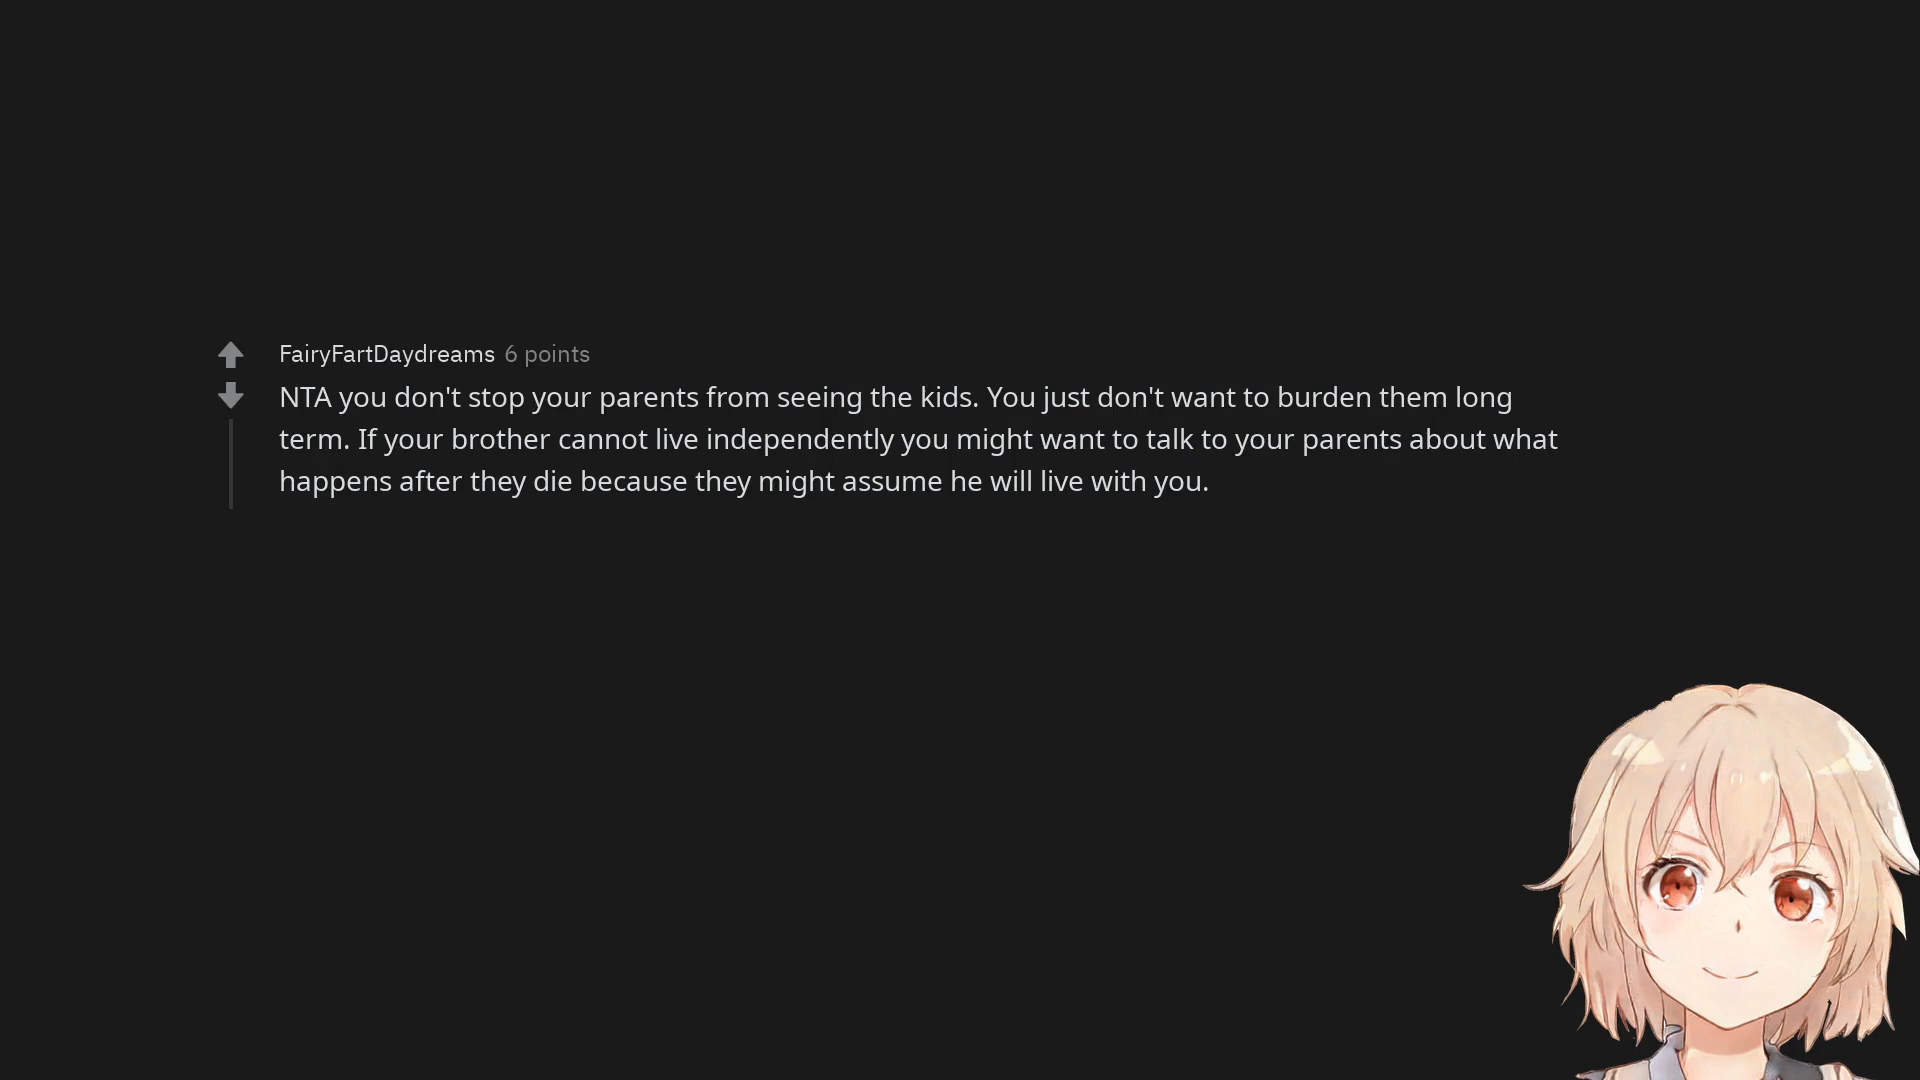 FairyFartDaydreams 6 points
NTA you don't stop your parents from seeing the kids. You just don't want to burden them long
term. If your brother cannot live independently you might want to talk to your parents about what
happens after they die because they might assume he will live with you.